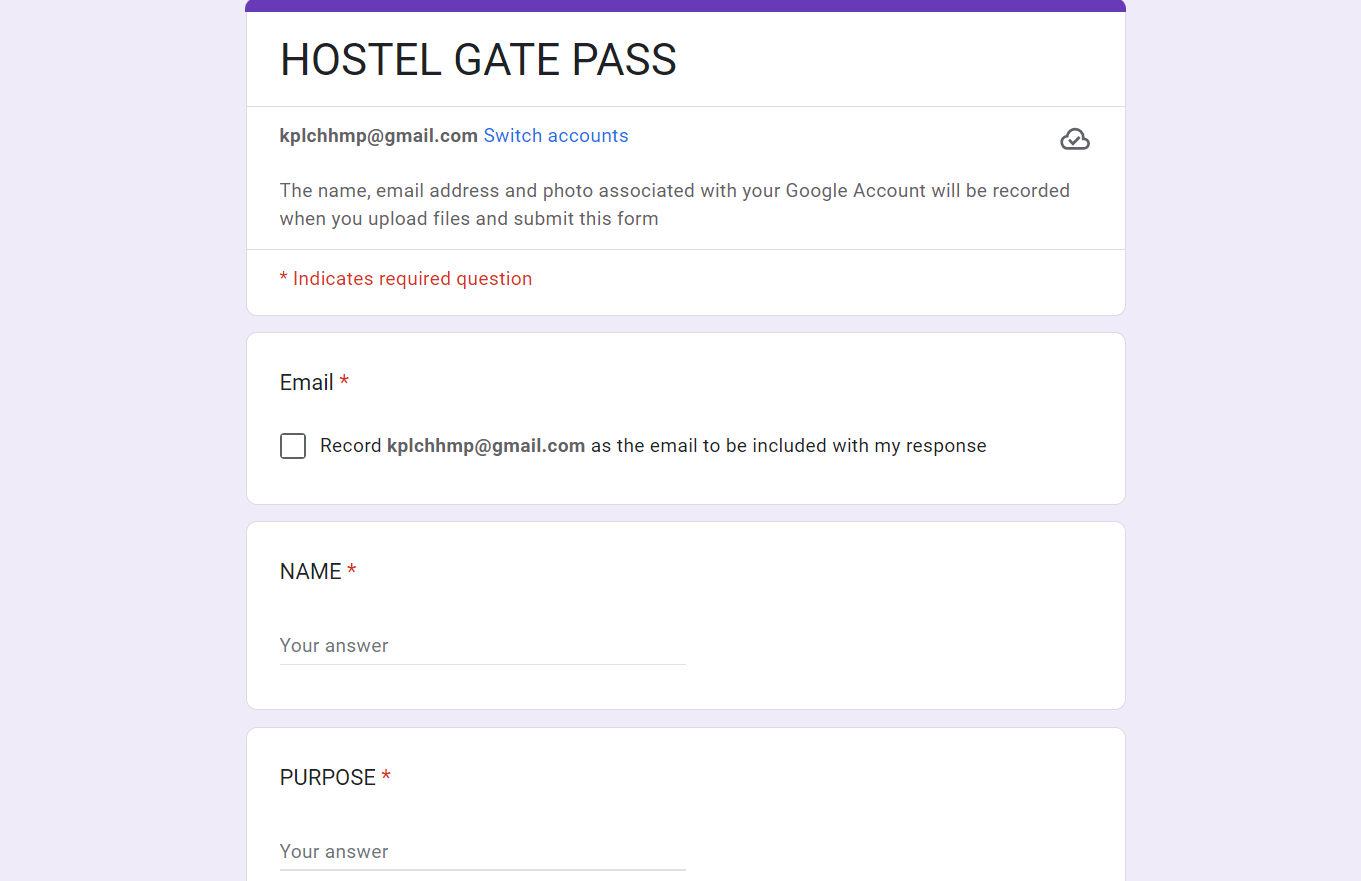 HOSTEL GATE PASS
kplchhmp@gmail.com Switch accounts
The name, email address and photo associated with your Google Account will be recorded
when you upload files and submit this form
* Indicates required question
Email *
Record kplchhmp@gmail.com as the email to be included with my response
NAME *
Your answer
PURPOSE *
Your answer